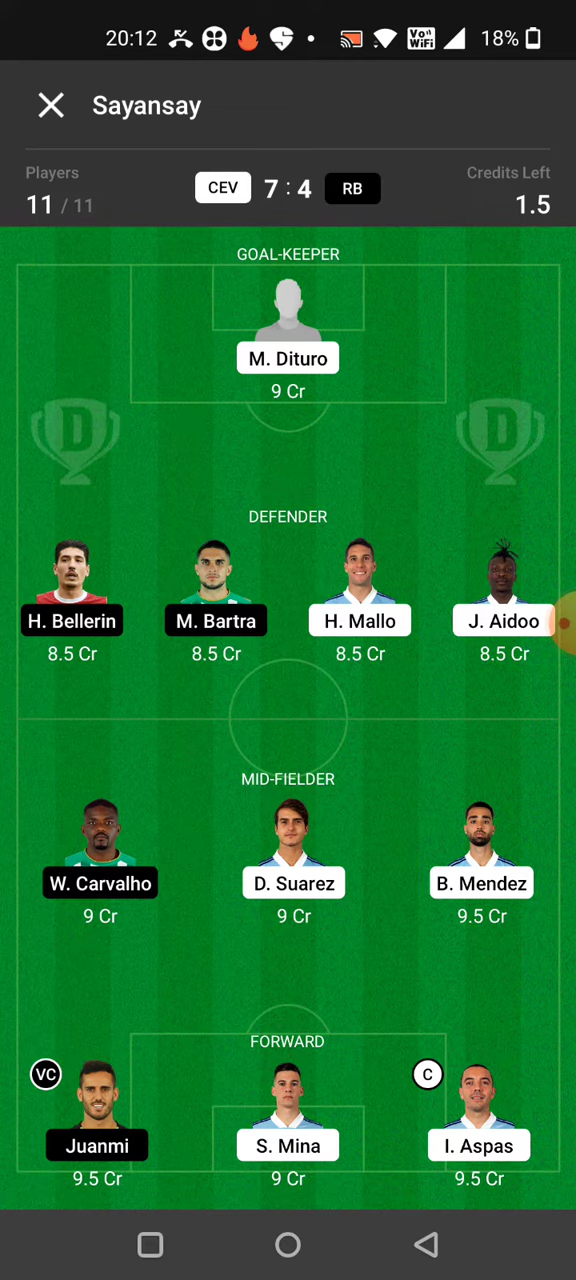 20:12 Vo)) WiFi 18%
Sayansay
Players
11 / 11
CEV 7 : 4 RB
Credits Left
1.5
GOAL-KEEPER
M. Dituro
9 Cr
D D
DEFENDER
H. Bellerin M. Bartra H. Mallo J. Aidoo
8.5 Cr 8.5 Cr 8.5 Cr 8.5 Cr
MID-FIELDER
W. Carvalho D. Suarez B. Mendez
9 Cr 9 Cr 9.5 Cr
FORWARD
VC C
Juanmi S. Mina I. Aspas
9.5 Cr 9 Cr 9.5 Cr